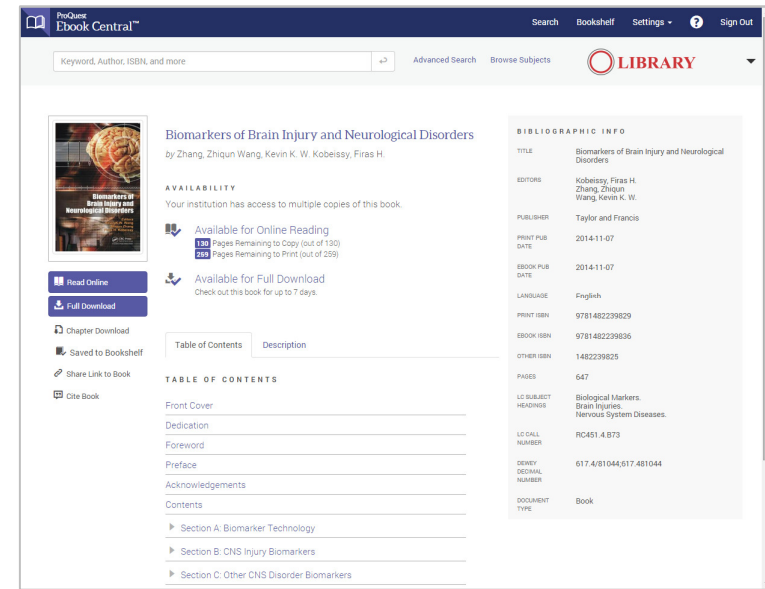 ProQuest
Ebook Central™
Search Bookshelf Settings ? Sign Out
Keyword, Author, ISBN, and more
Advanced Search Browse Subjects
LIBRARY
Biomarkers of
Brain Injury and
Neurological Disorders
Read Online
Full Download
Chapter Download
Saved to Bookshelf
Share Link to Book
Cite Book
Biomarkers of Brain Injury and Neurological Disorders
by Zhang, Zhiqun Wang, Kevin K. W. Kobeissy, Firas H.
AVAILABILITY
Your institution has access to multiple copies of this book.
Available for Online Reading
130 Pages Remaining to Copy (out of 130)
259 Pages Remaining to Print (out of 259)
Available for Full Download
Check out this book for up to 7 days.
Table of Contents Description
TABLE OF CONTENTS
Front Cover
Dedication
Foreword
Preface
Acknowledgements
Contents
Section A: Biomarker Technology
Section B: CNS Injury Biomarkers
Section C: Other CNS Disorder Biomarkers
BIBLIOGRAPHIC INFO
TITLE Biomarkers of Brain Injury and Neurological
Disorders
EDITORS Kobeissy, Firas H.
Zhang, Zhiqun
Wang, Kevin K. W.
PUBLISHER Taylor and Francis
PRINT PUB 2014-11-07
DATE
EBOOK PUB 2014-11-07
DATE
LANGUAGE English
PRINT ISBN 9781482239829
EBOOK ISBN 9781482239836
OTHER ISBN 1482239825
PAGES 647
LC SUBJECT Biological Markers.
HEADINGS Brain Injuries.
Nervous System Diseases.
LC CALL RC451.4.B73
NUMBER
DEWEY 617.4/81044;617.481044
DECIMAL
NUMBER
DOCUMENT Book
TYPE